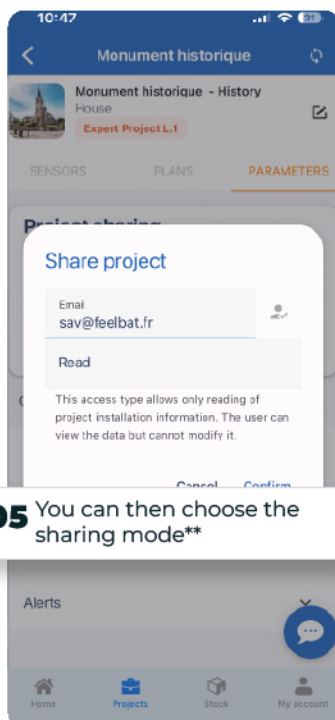 10:47
21
Monument historique
Monument historique - History
House
Expert Project L.1
SENSORS PLANS PARAMETERS
Project sharing
Share project
Email
sav@feelbat.fr
Read
This access type allows only reading of
project installation information. The user can
view the data but cannot modify it.
Cancel Confirm
05 You can then choose the
sharing mode**
Alerts
Home Projects Stock My account